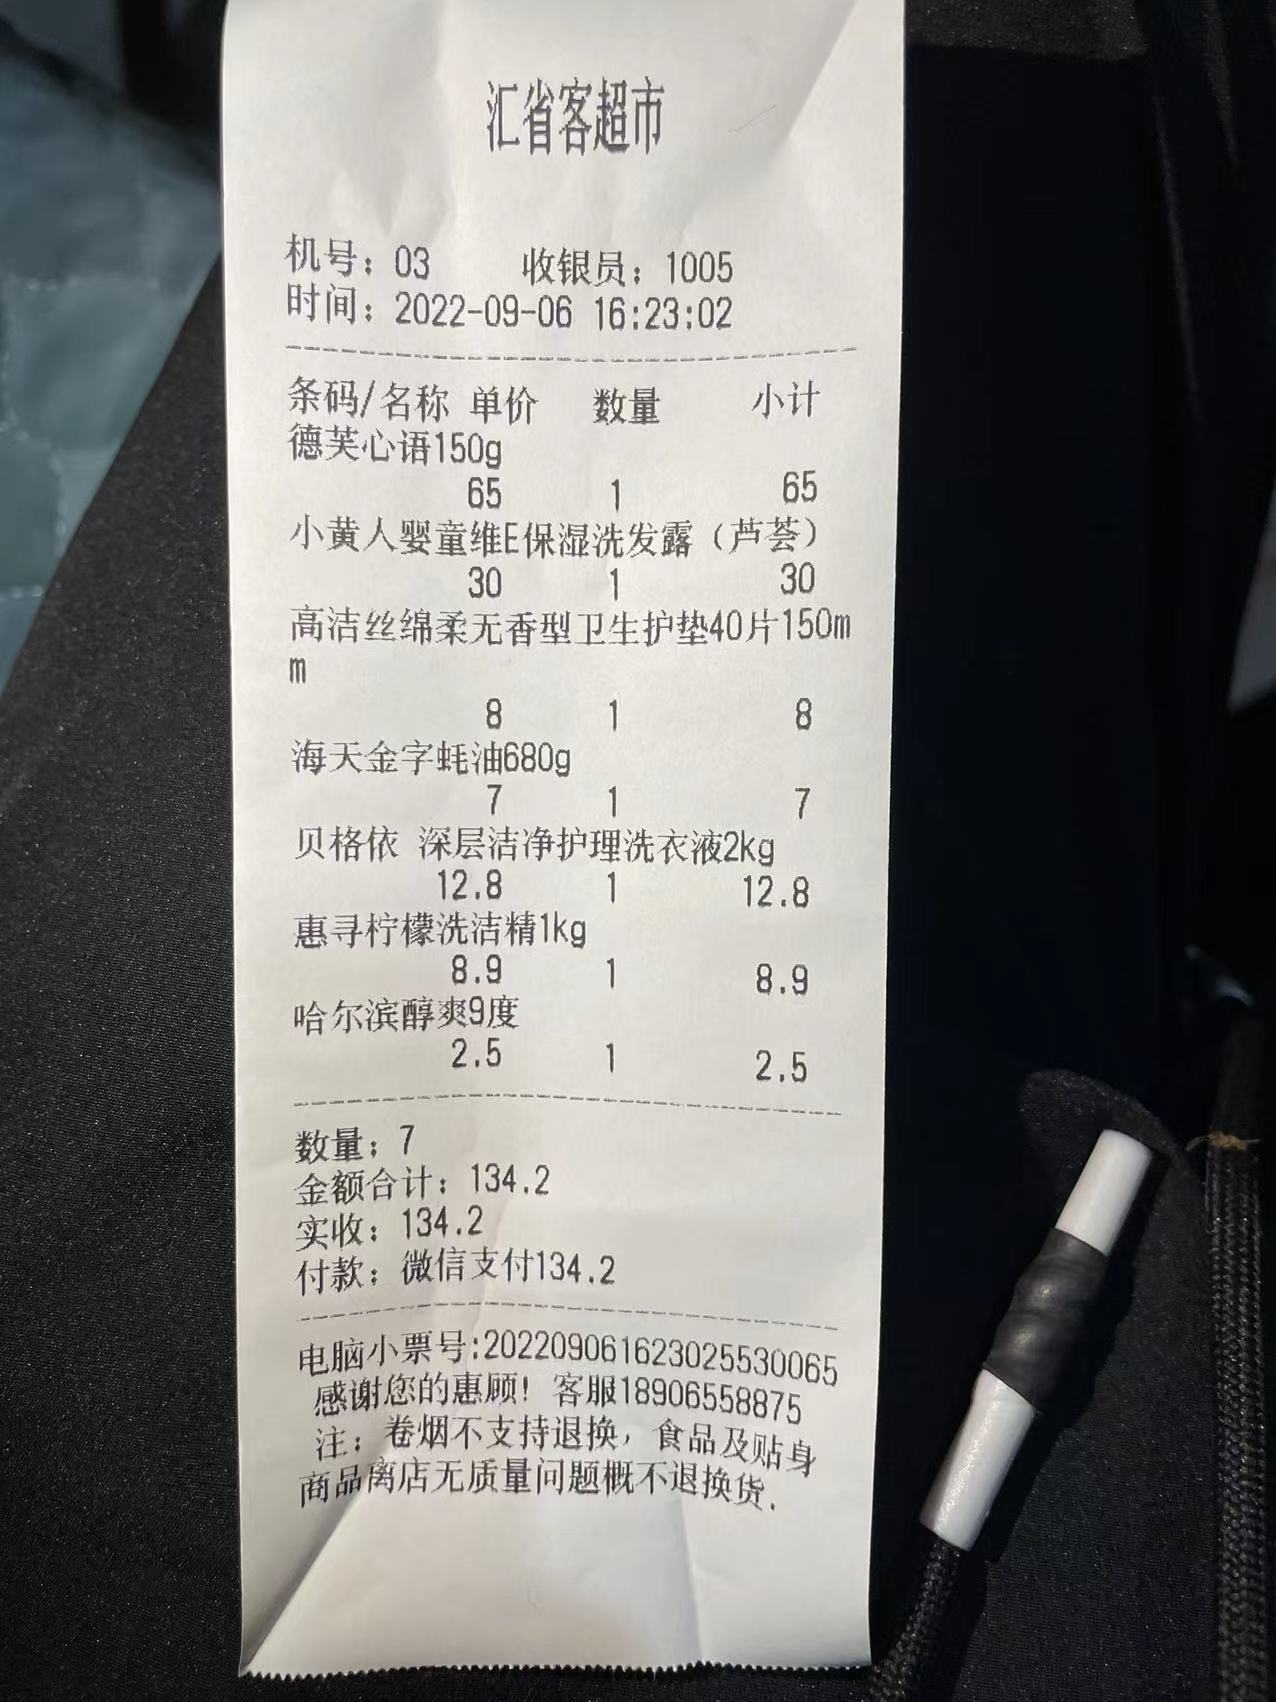 汇省客超市
机号：03 收银员：1005
时间：2022-09-06 16:23:02
条码/名称 单价 数量 小计
德芙心语150g
65 1 65
小黄人婴童维E保湿洗发露（芦荟）
30 1 30
高洁丝绵柔无香型卫生护垫40片150m
m
8 1 8
海天金字蚝油680g
7 1 7
贝格依 深层洁净护理洗衣液2kg
12.8 1 12.8
惠寻柠檬洗洁精1kg
8.9 1 8.9
哈尔滨醇爽9度
2.5 1 2.5
数量：7
金额合计：134.2
实收：134.2
付款：微信支付134.2
电脑小票号:202209061623025530065
感谢您的惠顾！客服18906558875
注：卷烟不支持退换，食品及贴身
商品离店无质量问题概不退换货.